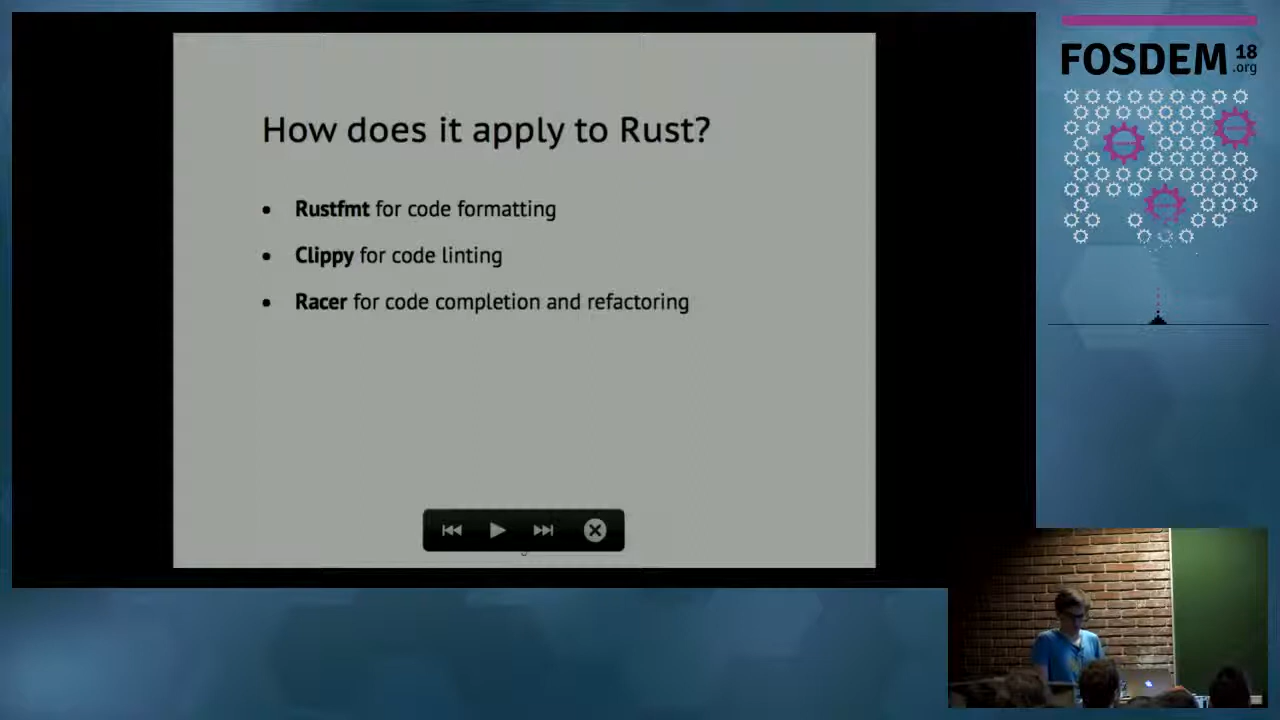 How does it apply to Rust?
• Rustfmt for code formatting
• Clippy for code linting
• Racer for code completion and refactoring
FOSDEM 18
.org